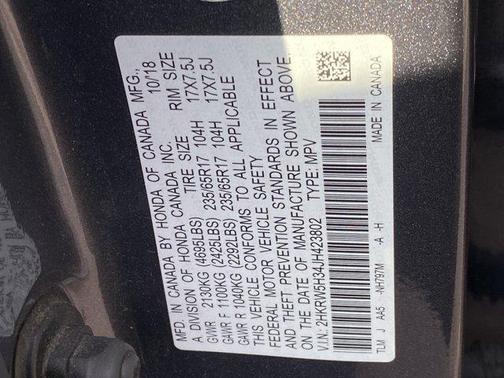 MFD. IN CANADA BY HONDA OF CANADA MFG., 10/18
A DIVISION OF HONDA CANADA INC.
TIRE SIZE RIM SIZE
GVWR 2130KG (4695LBS)
GAWR F 1100KG (2425LBS) 235/65R17 104H 17X7.5J
GAWR R 1040KG (2292LBS) 235/65R17 104H 17X7.5J
THIS VEHICLE CONFORMS TO ALL APPLICABLE
FEDERAL MOTOR VEHICLE SAFETY
AND THEFT PREVENTION STANDARDS IN EFFECT
ON THE DATE OF MANUFACTURE SHOWN ABOVE.
V.I.N: 2HKRW5H34JH423802 TYPE: MPV
TLM J AA5 -NH797M -A -H
MADE IN CANADA